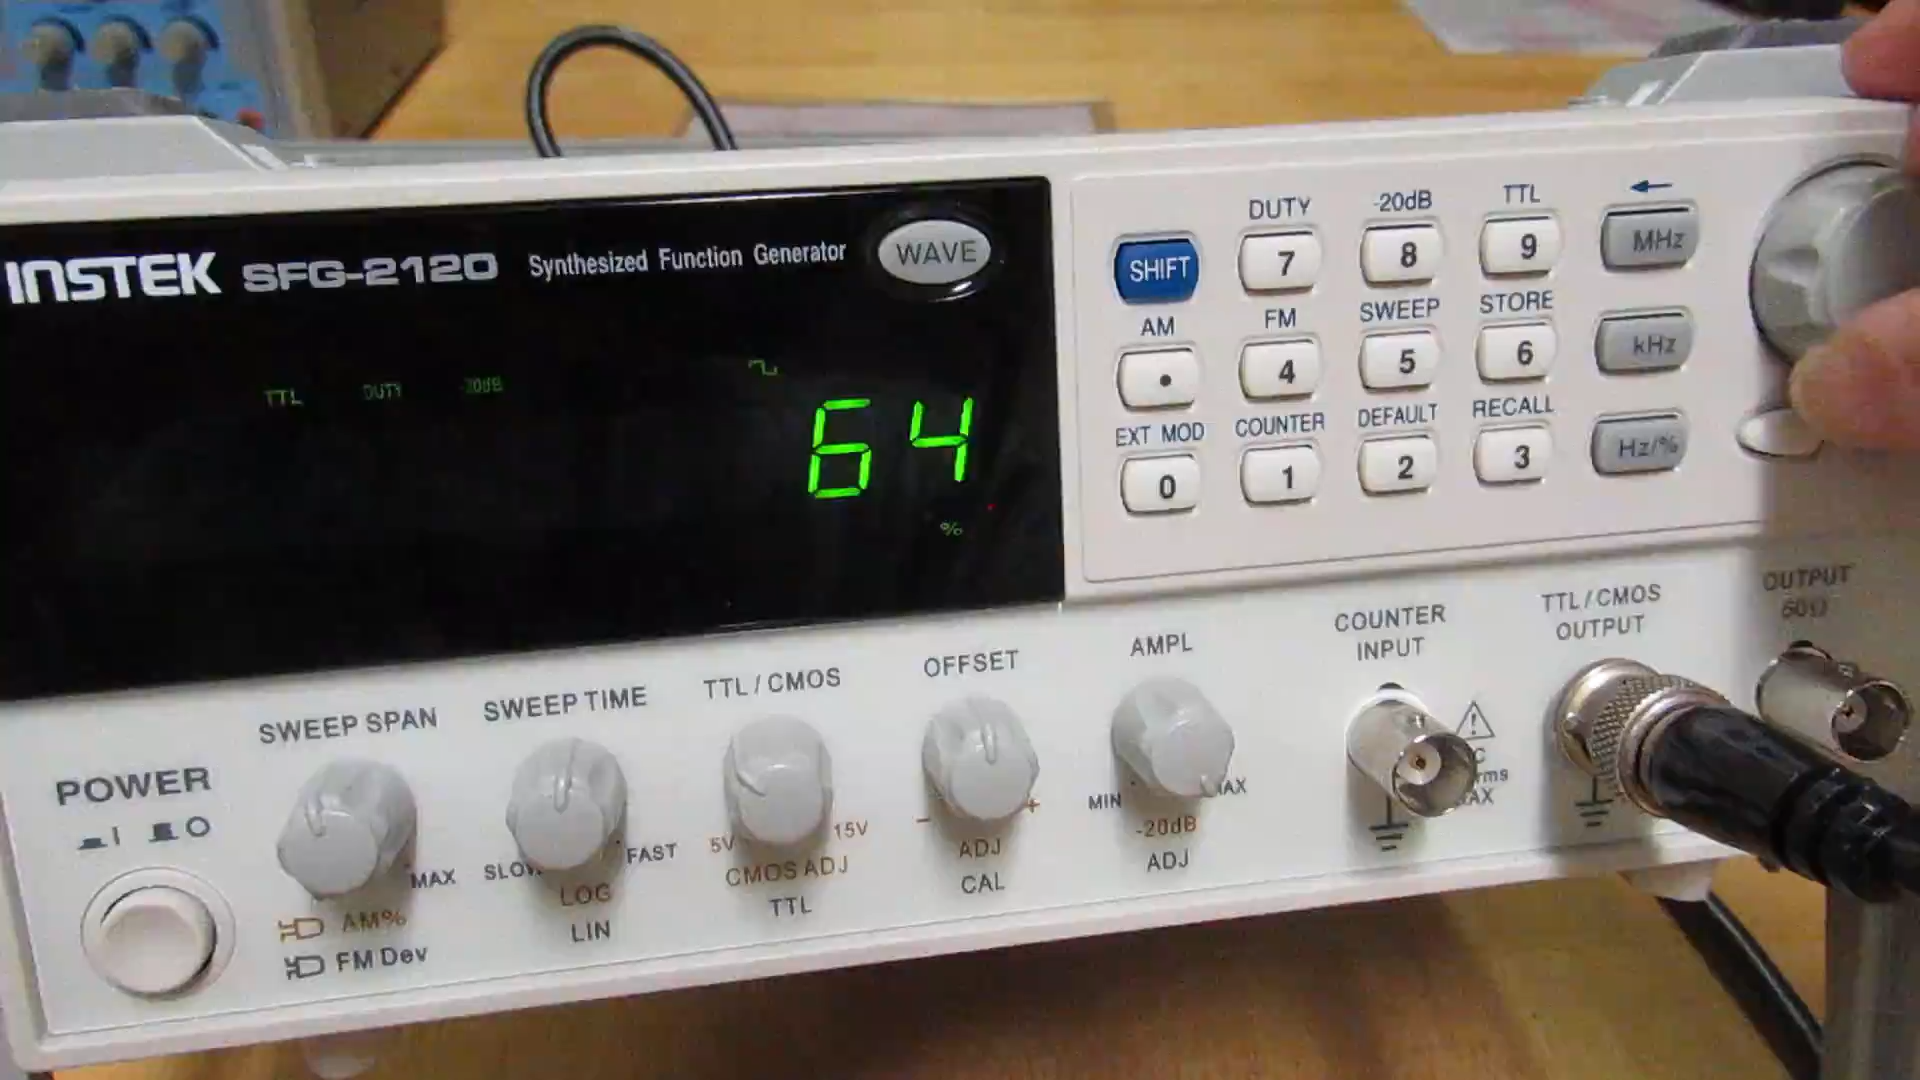 INSTEK SFG-2120 Synthesized Function Generator
WAVE
TTL DUTY -20dB
64
%
DUTY -20dB TTL
SHIFT 7 8 9 MHz
AM FM SWEEP STORE
. 4 5 6 kHz
EXT MOD COUNTER DEFAULT RECALL
0 1 2 3 Hz/%
POWER
SWEEP SPAN
MAX
AM%
FM Dev
SWEEP TIME
FAST
LOG
LIN
TTL/CMOS
5V 15V
CMOS ADJ
TTL
OFFSET
- +
ADJ
CAL
AMPL
MIN
-20dB
ADJ
COUNTER
INPUT
TTL/CMOS
OUTPUT
OUTPUT
50Ω